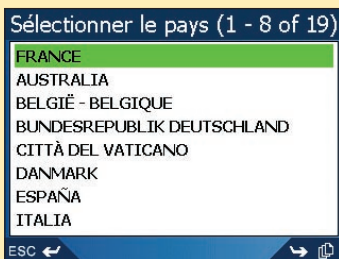 Sélectionner le pays (1 - 8 of 19)
FRANCE
AUSTRALIA
BELGIË - BELGIQUE
BUNDESREPUBLIK DEUTSCHLAND
CITTÀ DEL VATICANO
DANMARK
ESPAÑA
ITALIA
ESC